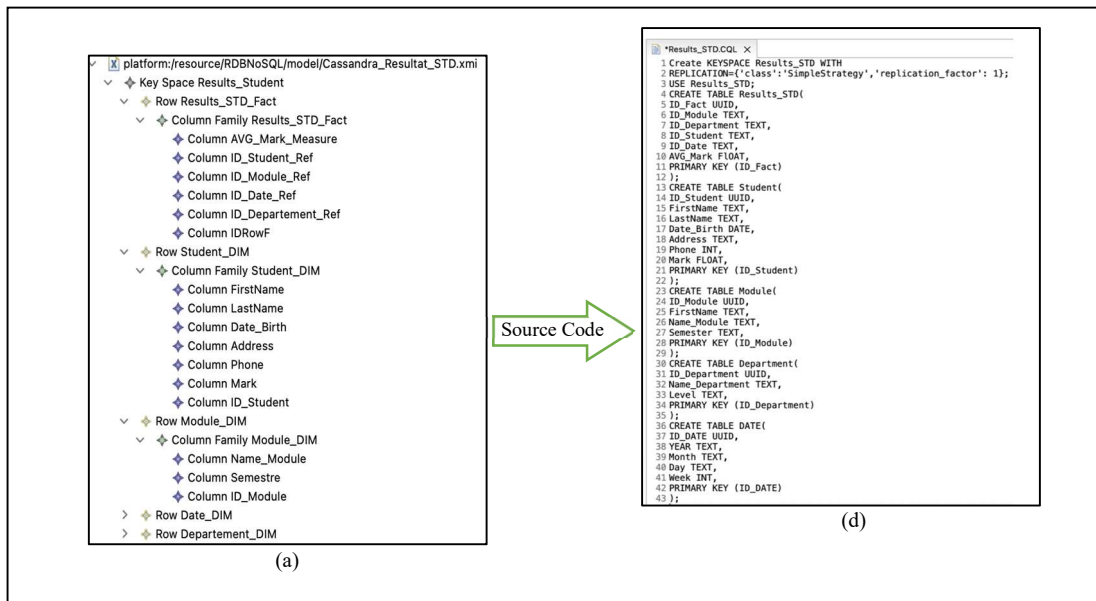 platform:/resource/RDBNoSQL/model/Cassandra_Resultat_STD.xmi
Key Space Results_Student
Row Results_STD_Fact
Column Family Results_STD_Fact
Column AVG_Mark_Measure
Column ID_Student_Ref
Column ID_Module_Ref
Column ID_Date_Ref
Column ID_Departement_Ref
Column IDRowF
Row Student_DIM
Column Family Student_DIM
Column FirstName
Column LastName
Column Date_Birth
Column Address
Column Phone
Column Mark
Column ID_Student
Row Module_DIM
Column Family Module_DIM
Column Name_Module
Column Semestre
Column ID_Module
Row Date_DIM
Row Departement_DIM
(a)
Source Code
*Results_STD.CQL X
1 Create KEYSPACE Results_STD WITH
2 REPLICATION={'class':'SimpleStrategy','replication_factor': 1};
3 USE Results_STD;
4 CREATE TABLE Results_STD(
5 ID_Fact UUID,
6 ID_Module TEXT,
7 ID_Department TEXT,
8 ID_Student TEXT,
9 ID_Date TEXT,
10 AVG_Mark FlOAT,
11 PRIMARY KEY (ID_Fact)
12 );
13 CREATE TABLE Student(
14 ID_Student UUID,
15 FirstName TEXT,
16 LastName TEXT,
17 Date_Birth DATE,
18 Address TEXT,
19 Phone INT,
20 Mark FLOAT,
21 PRIMARY KEY (ID_Student)
22 );
23 CREATE TABLE Module(
24 ID_Module UUID,
25 FirstName TEXT,
26 Name_Module TEXT,
27 Semester TEXT,
28 PRIMARY KEY (ID_Module)
29 );
30 CREATE TABLE Department(
31 ID_Department UUID,
32 Name_Department TEXT,
33 Level TEXT,
34 PRIMARY KEY (ID_Department)
35 );
36 CREATE TABLE DATE(
37 ID_DATE UUID,
38 YEAR TEXT,
39 Month TEXT,
40 Day TEXT,
41 Week INT,
42 PRIMARY KEY (ID_DATE)
43 );
(d)